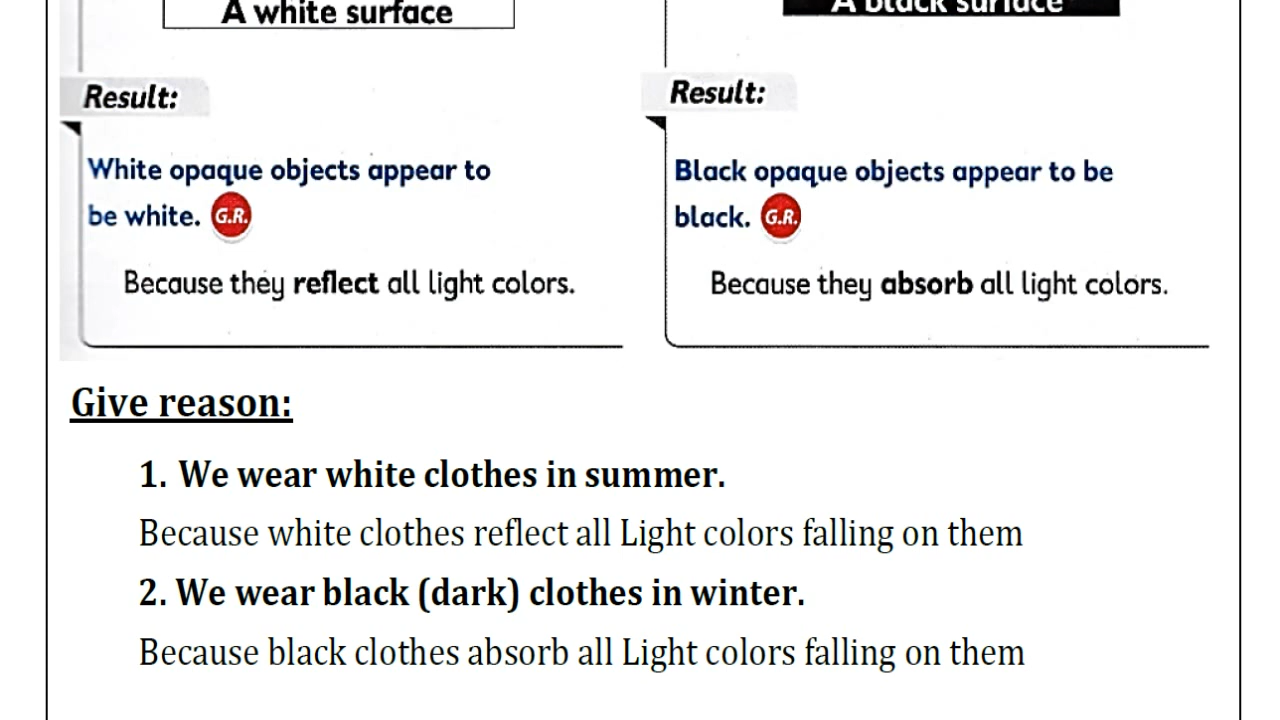 A white surface
A black surface
Result:
White opaque objects appear to
be white. G.R.
Because they reflect all light colors.
Result:
Black opaque objects appear to be
black. G.R.
Because they absorb all light colors.
Give reason:
1. We wear white clothes in summer.
Because white clothes reflect all Light colors falling on them
2. We wear black (dark) clothes in winter.
Because black clothes absorb all Light colors falling on them